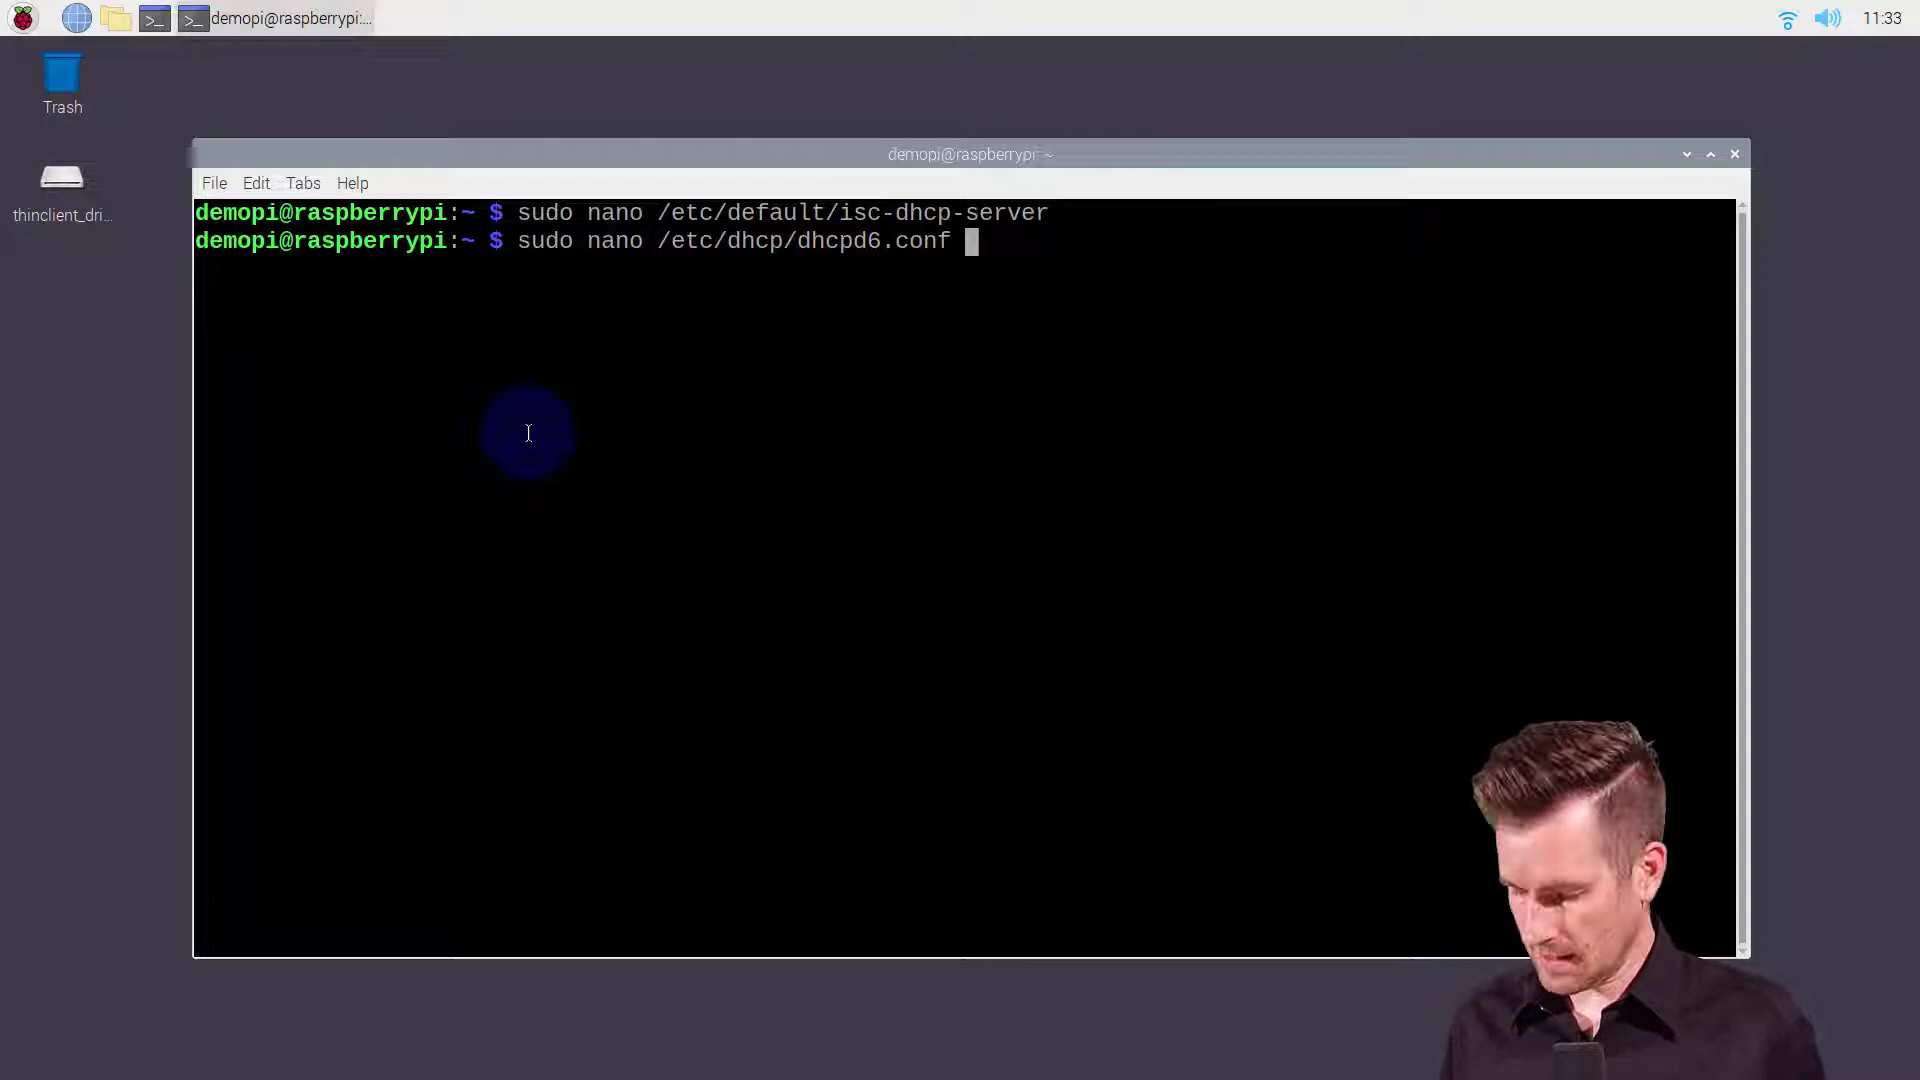 demopi@raspberrypi:...
11:33
Trash
thinclient_dri...
demopi@raspberrypi: ~
File Edit Tabs Help
demopi@raspberrypi:~ $ sudo nano /etc/default/isc-dhcp-server
demopi@raspberrypi:~ $ sudo nano /etc/dhcp/dhcpd6.conf